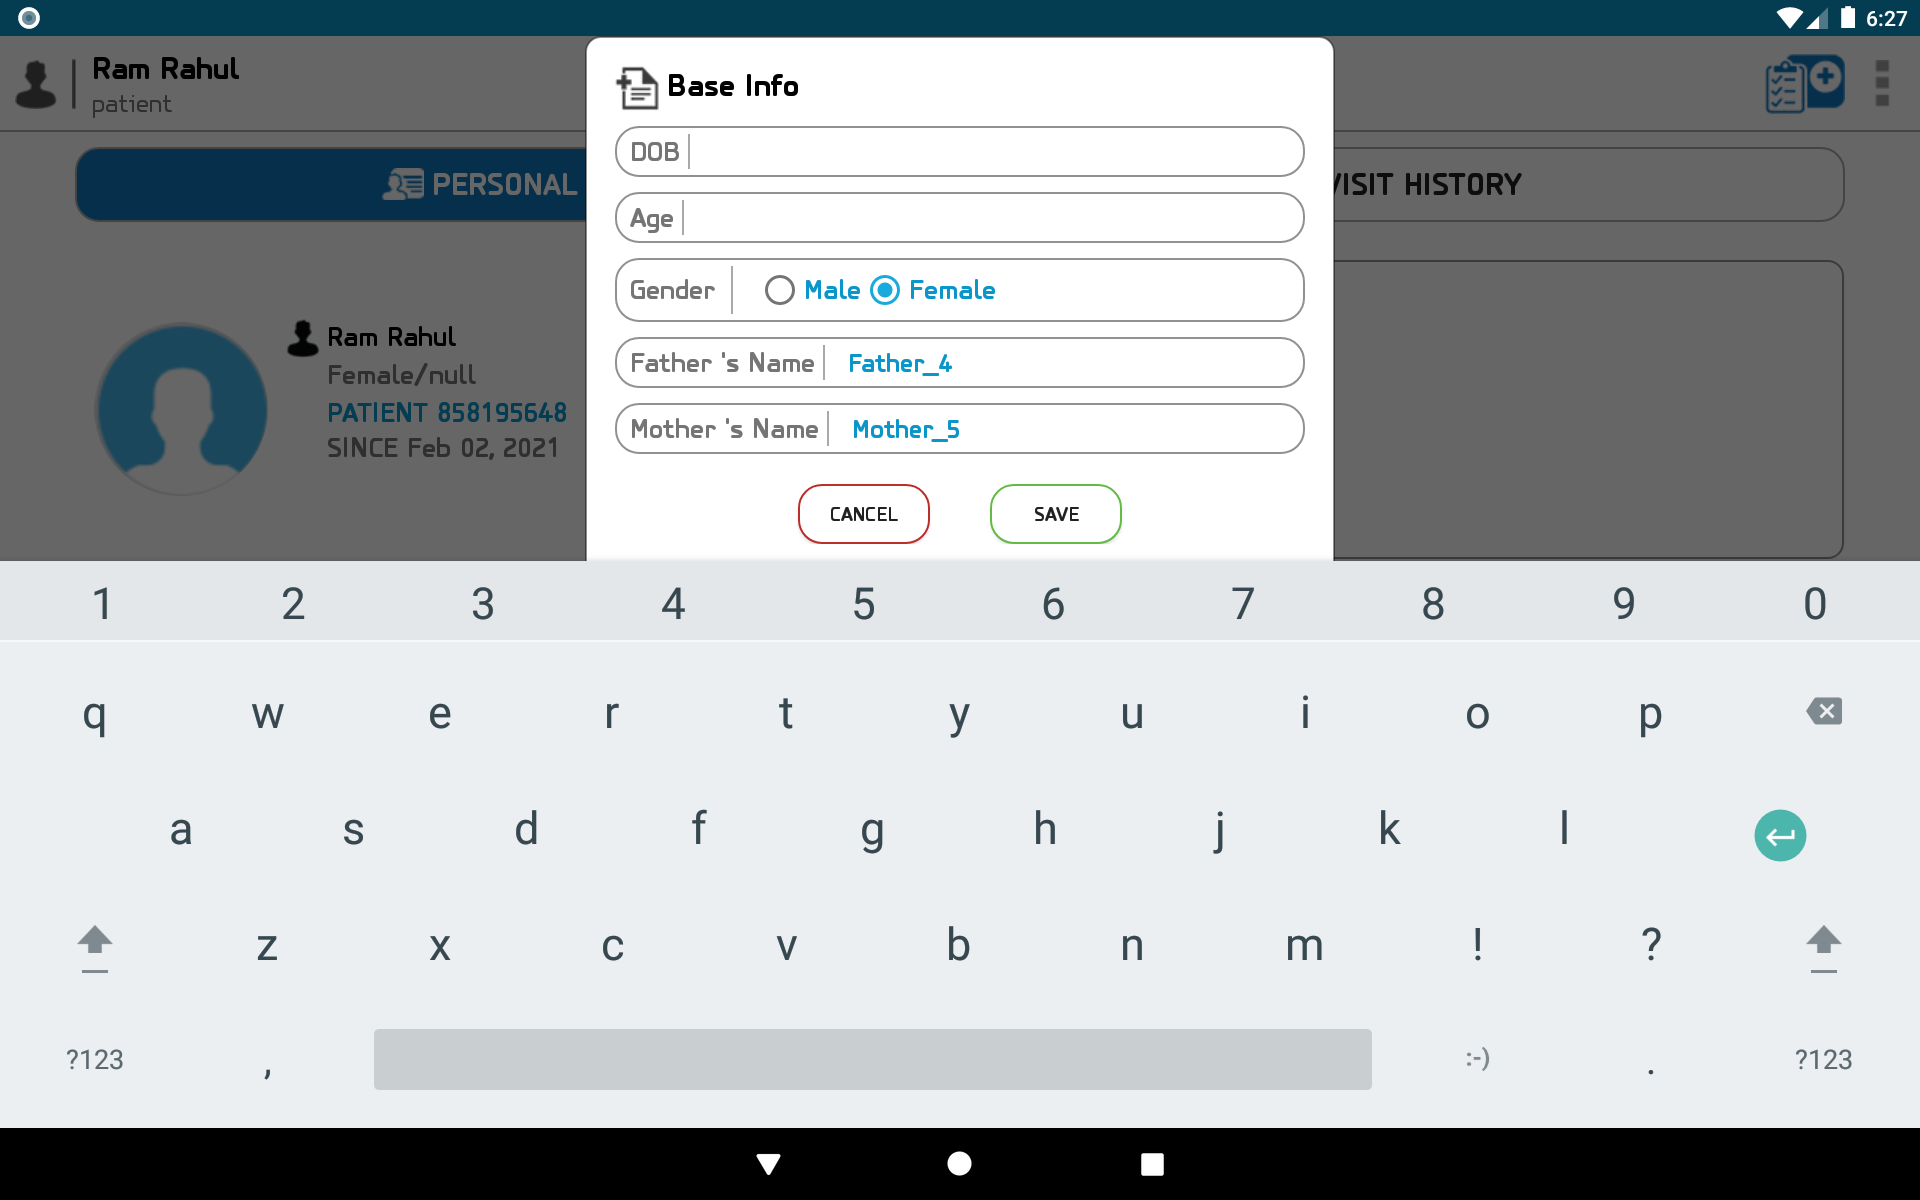 6:27
Ram Rahul
patient
Base Info
DOB
Age
Gender Male Female
Father 's Name Father_4
Mother 's Name Mother_5
CANCEL SAVE
PERSONAL
VISIT HISTORY
Ram Rahul
Female/null
PATIENT 858195648
SINCE Feb 02, 2021
1 2 3 4 5 6 7 8 9 0
q w e r t y u i o p
a s d f g h j k l
z x c v b n m ! ?
?123 , :-) . ?123